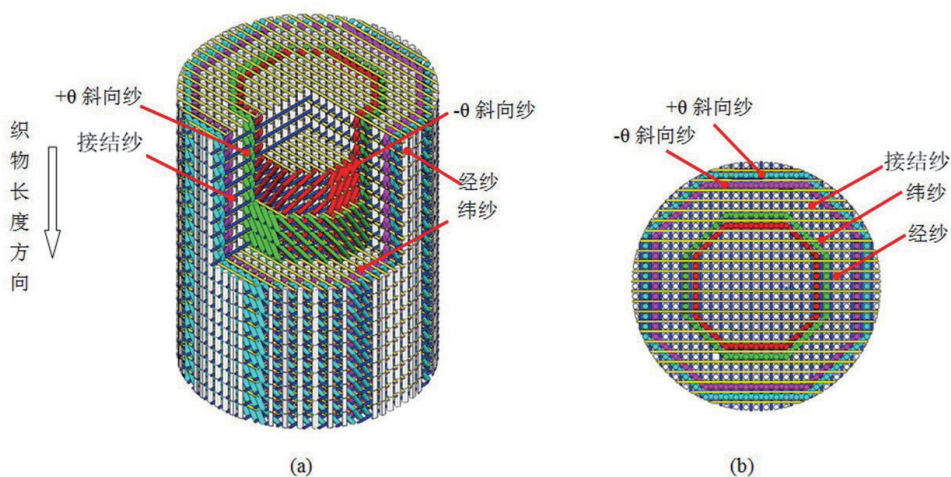 +θ 斜向纱
-θ 斜向纱
接结纱
经纱
纬纱
织物长度方向
(a)
+θ 斜向纱
-θ 斜向纱
接结纱
纬纱
经纱
(b)